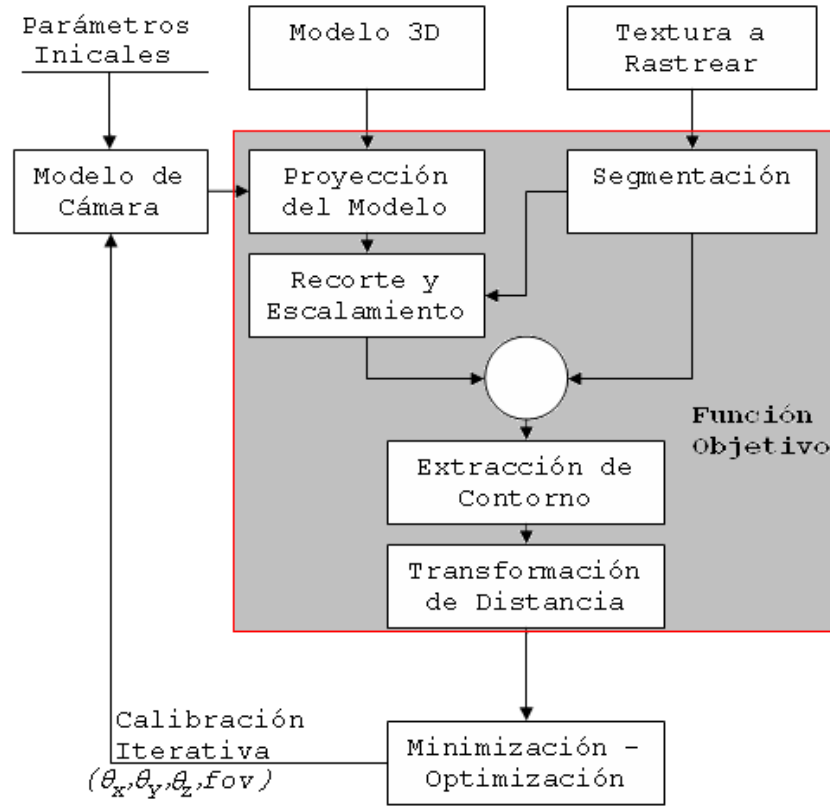 Parámetros
Inicales
Modelo 3D
Textura a
Rastrear
Modelo de
Cámara
Proyección
del Modelo
Segmentación
Recorte y
Escalamiento
Función
Objetivo
Extracción de
Contorno
Transformación
de Distancia
Calibración
Iterativa
(θx,θY,θz,fov)
Minimización –
Optimización